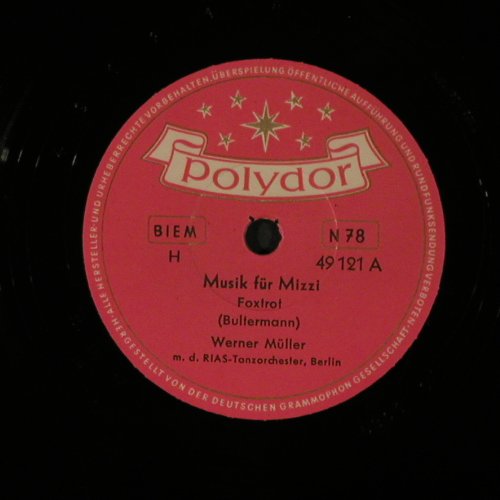 ALLE HERSTELLER-UND URHEBERRECHTE VORBEHALTEN, ÜBERSPIELUNG ÖFFENTLICHE AUFFÜHRUNG UND RUNDFUNKSENDUNG VERBOTEN.
polydor
BIEM N 78
H 49 121 A
Musik für Mizzi
Foxtrot
(Bultermann)
Werner Müller
m. d. RIAS-Tanzorchester, Berlin
HERGESTELLT VON DER DEUTSCHEN GRAMMOPHON GESELLSCHAFT